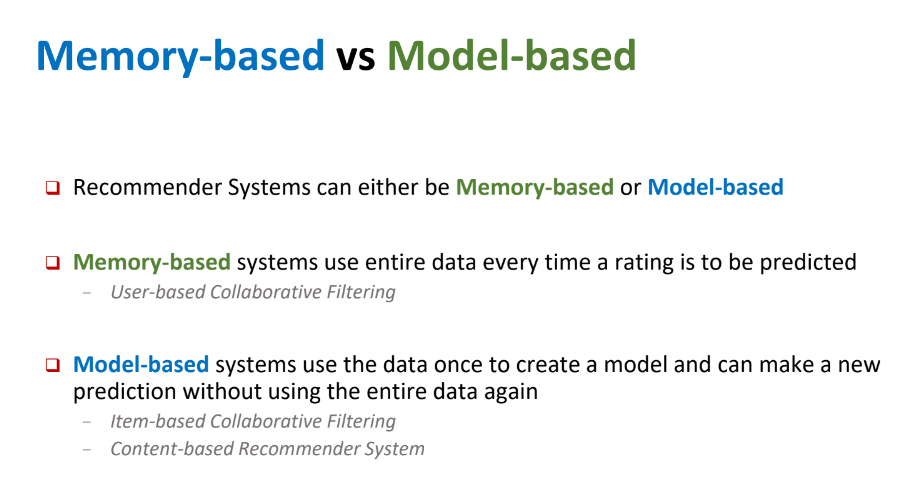 Memory-based vs Model-based
❑ Recommender Systems can either be Memory-based or Model-based
❑ Memory-based systems use entire data every time a rating is to be predicted
– User-based Collaborative Filtering
❑ Model-based systems use the data once to create a model and can make a new
prediction without using the entire data again
– Item-based Collaborative Filtering
– Content-based Recommender System